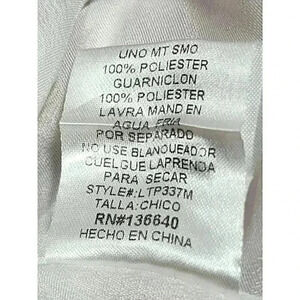 UNO MT SMO
100% POLIESTER
GUARNICLON
100% POLIESTER
LAVRA MAND EN
AGUA FRIA
POR SEPARADO
NO USE BLANQUEADOR
CUELGUE LAPRENDA
PARA SECAR
STYLE#: LTP337M
TALLA: CHICO
RN#136640
HECHO EN CHINA